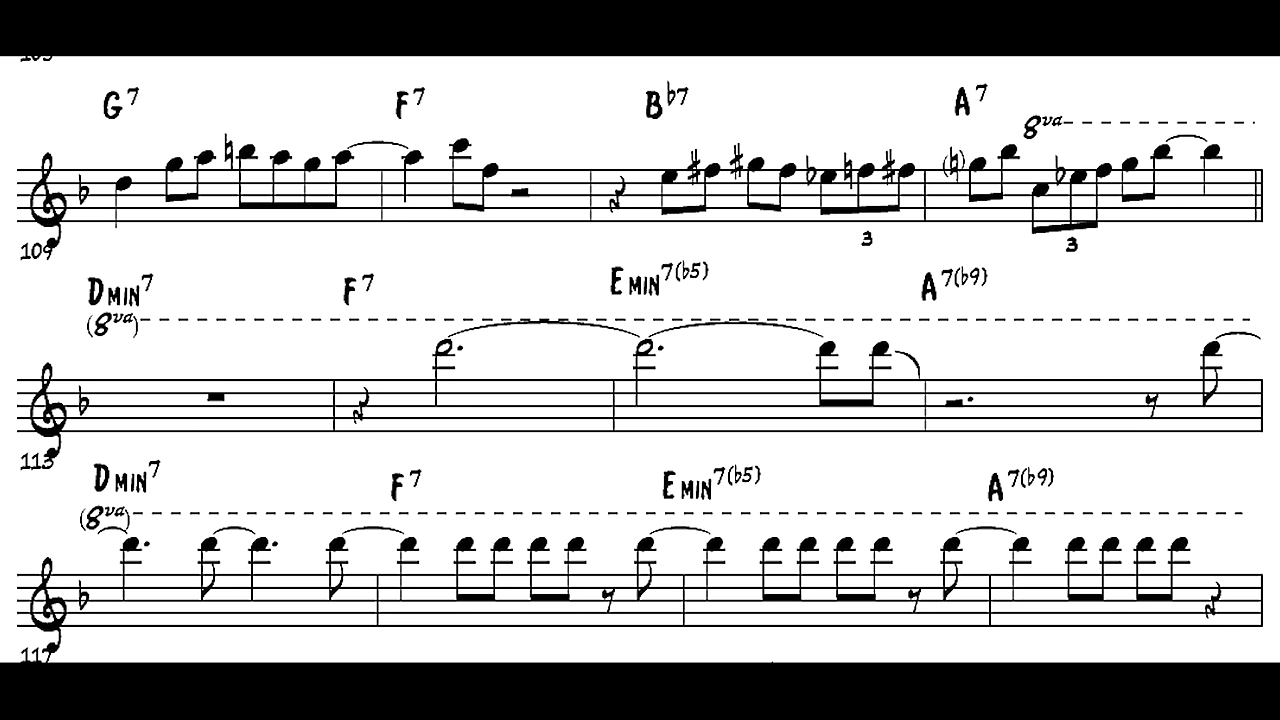 G7 F7 B♭7 A7
8va
3 3
109
Dmin7 F7 Emin7(♭5) A7(♭9)
(8va)
113
Dmin7 F7 Emin7(♭5) A7(♭9)
(8va)
117